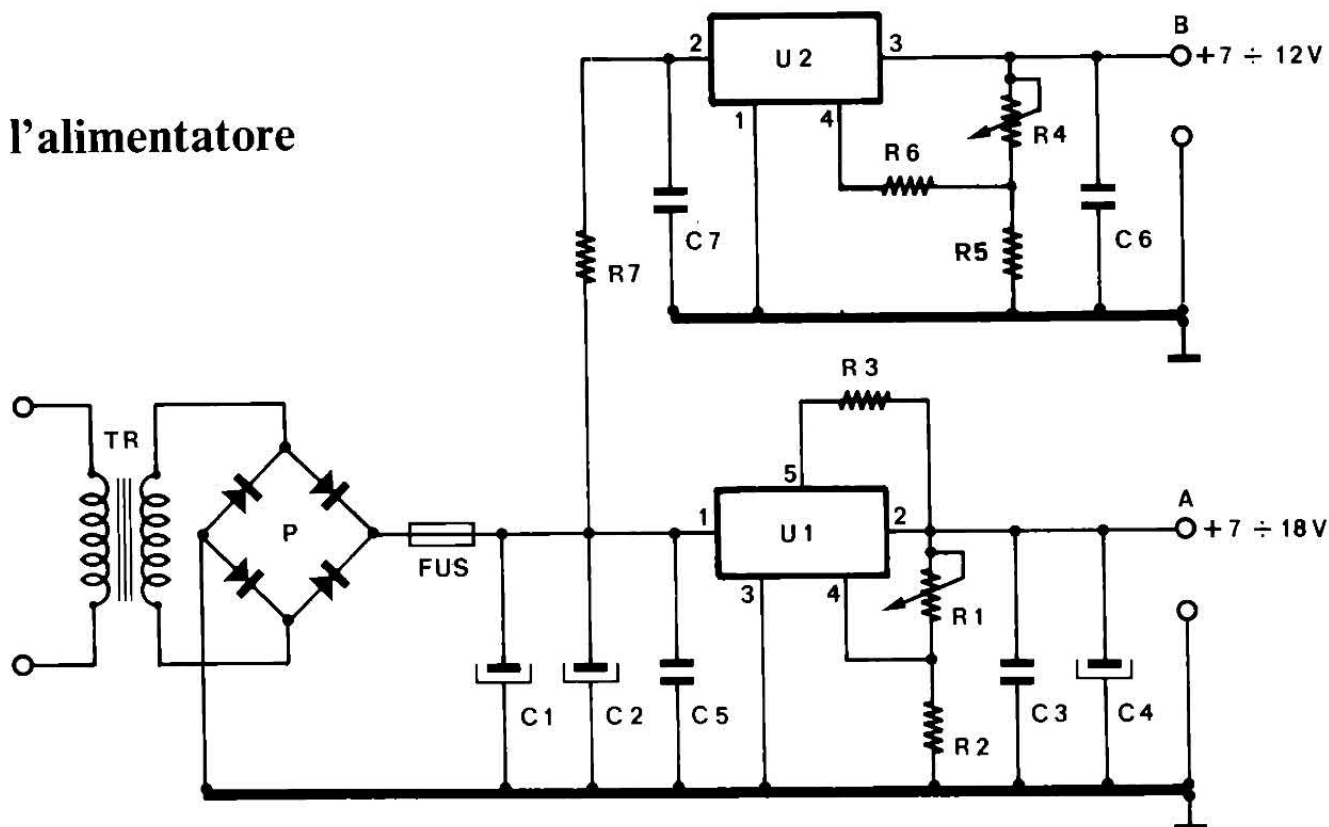 l'alimentatore
B
2 U2 3 +7 ÷ 12V
1 4 R4
R6
C7 R5 C6
R7
R3
TR
5 A
P 1 U1 2 +7 ÷ 18V
FUS 3 4 R1
C1 C2 C5 R2 C3 C4